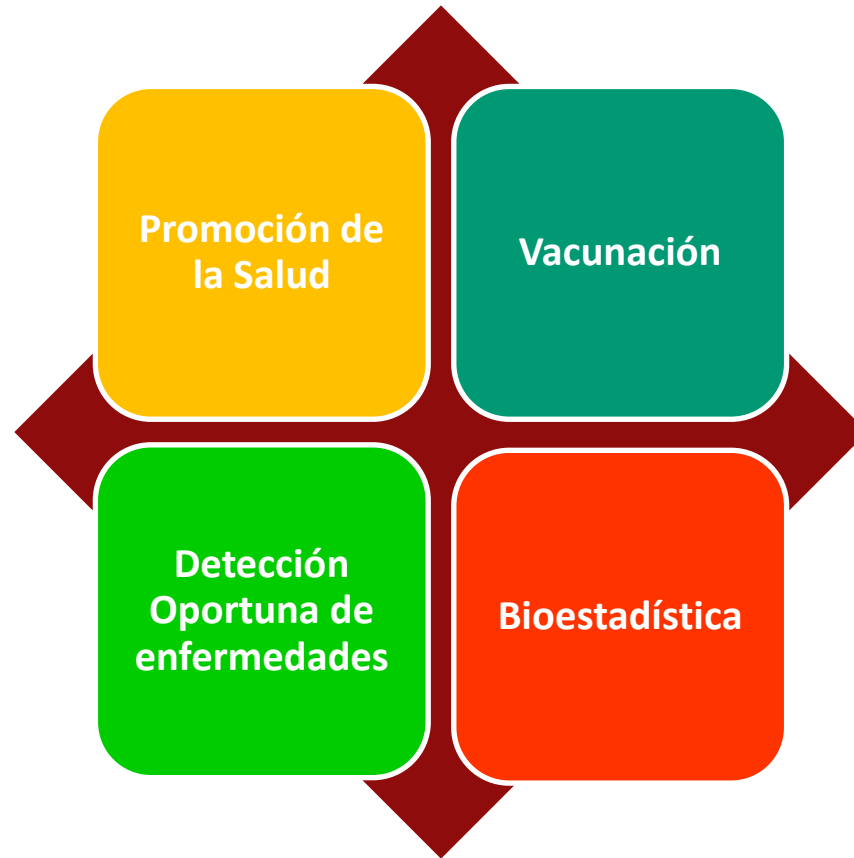 Promoción de
la Salud
Vacunación
Detección
Oportuna de
enfermedades
Bioestadística